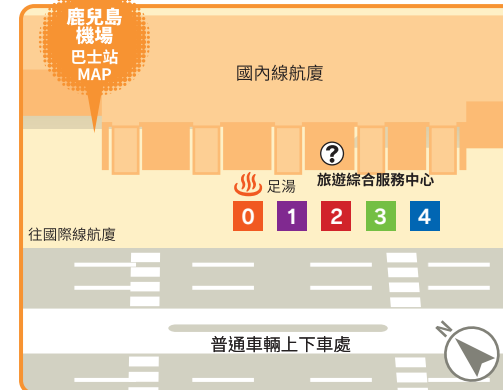 鹿兒島
機場
巴士站
MAP
國內線航廈
?
足湯
旅遊綜合服務中心
0 1 2 3 4
往國際線航廈
普通車輛上下車處
N